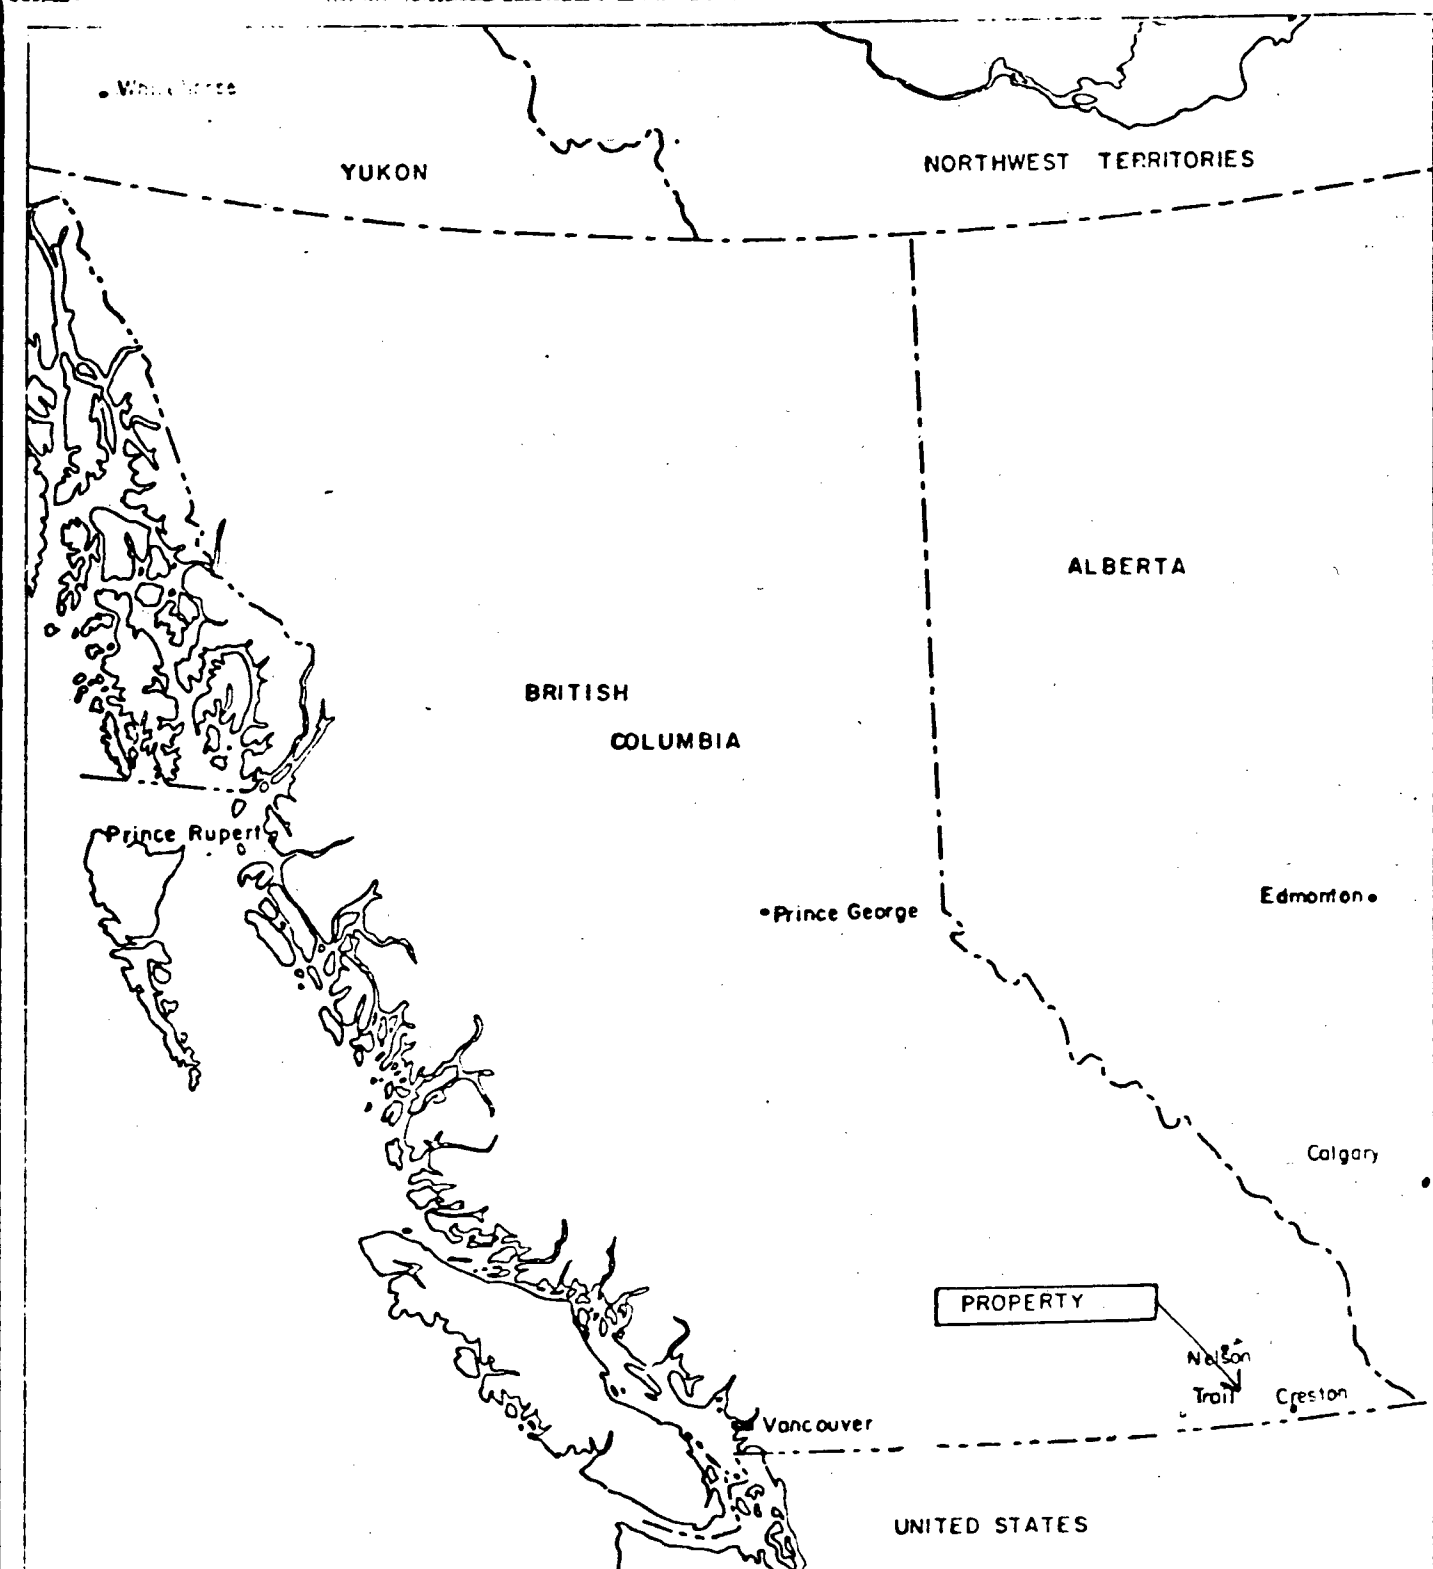 Whitehorse
YUKON
NORTHWEST TERRITORIES
ALBERTA
BRITISH
COLUMBIA
Prince Rupert
Prince George
Edmonton
Calgary
PROPERTY
Nelson
Trail
Creston
Vancouver
UNITED STATES